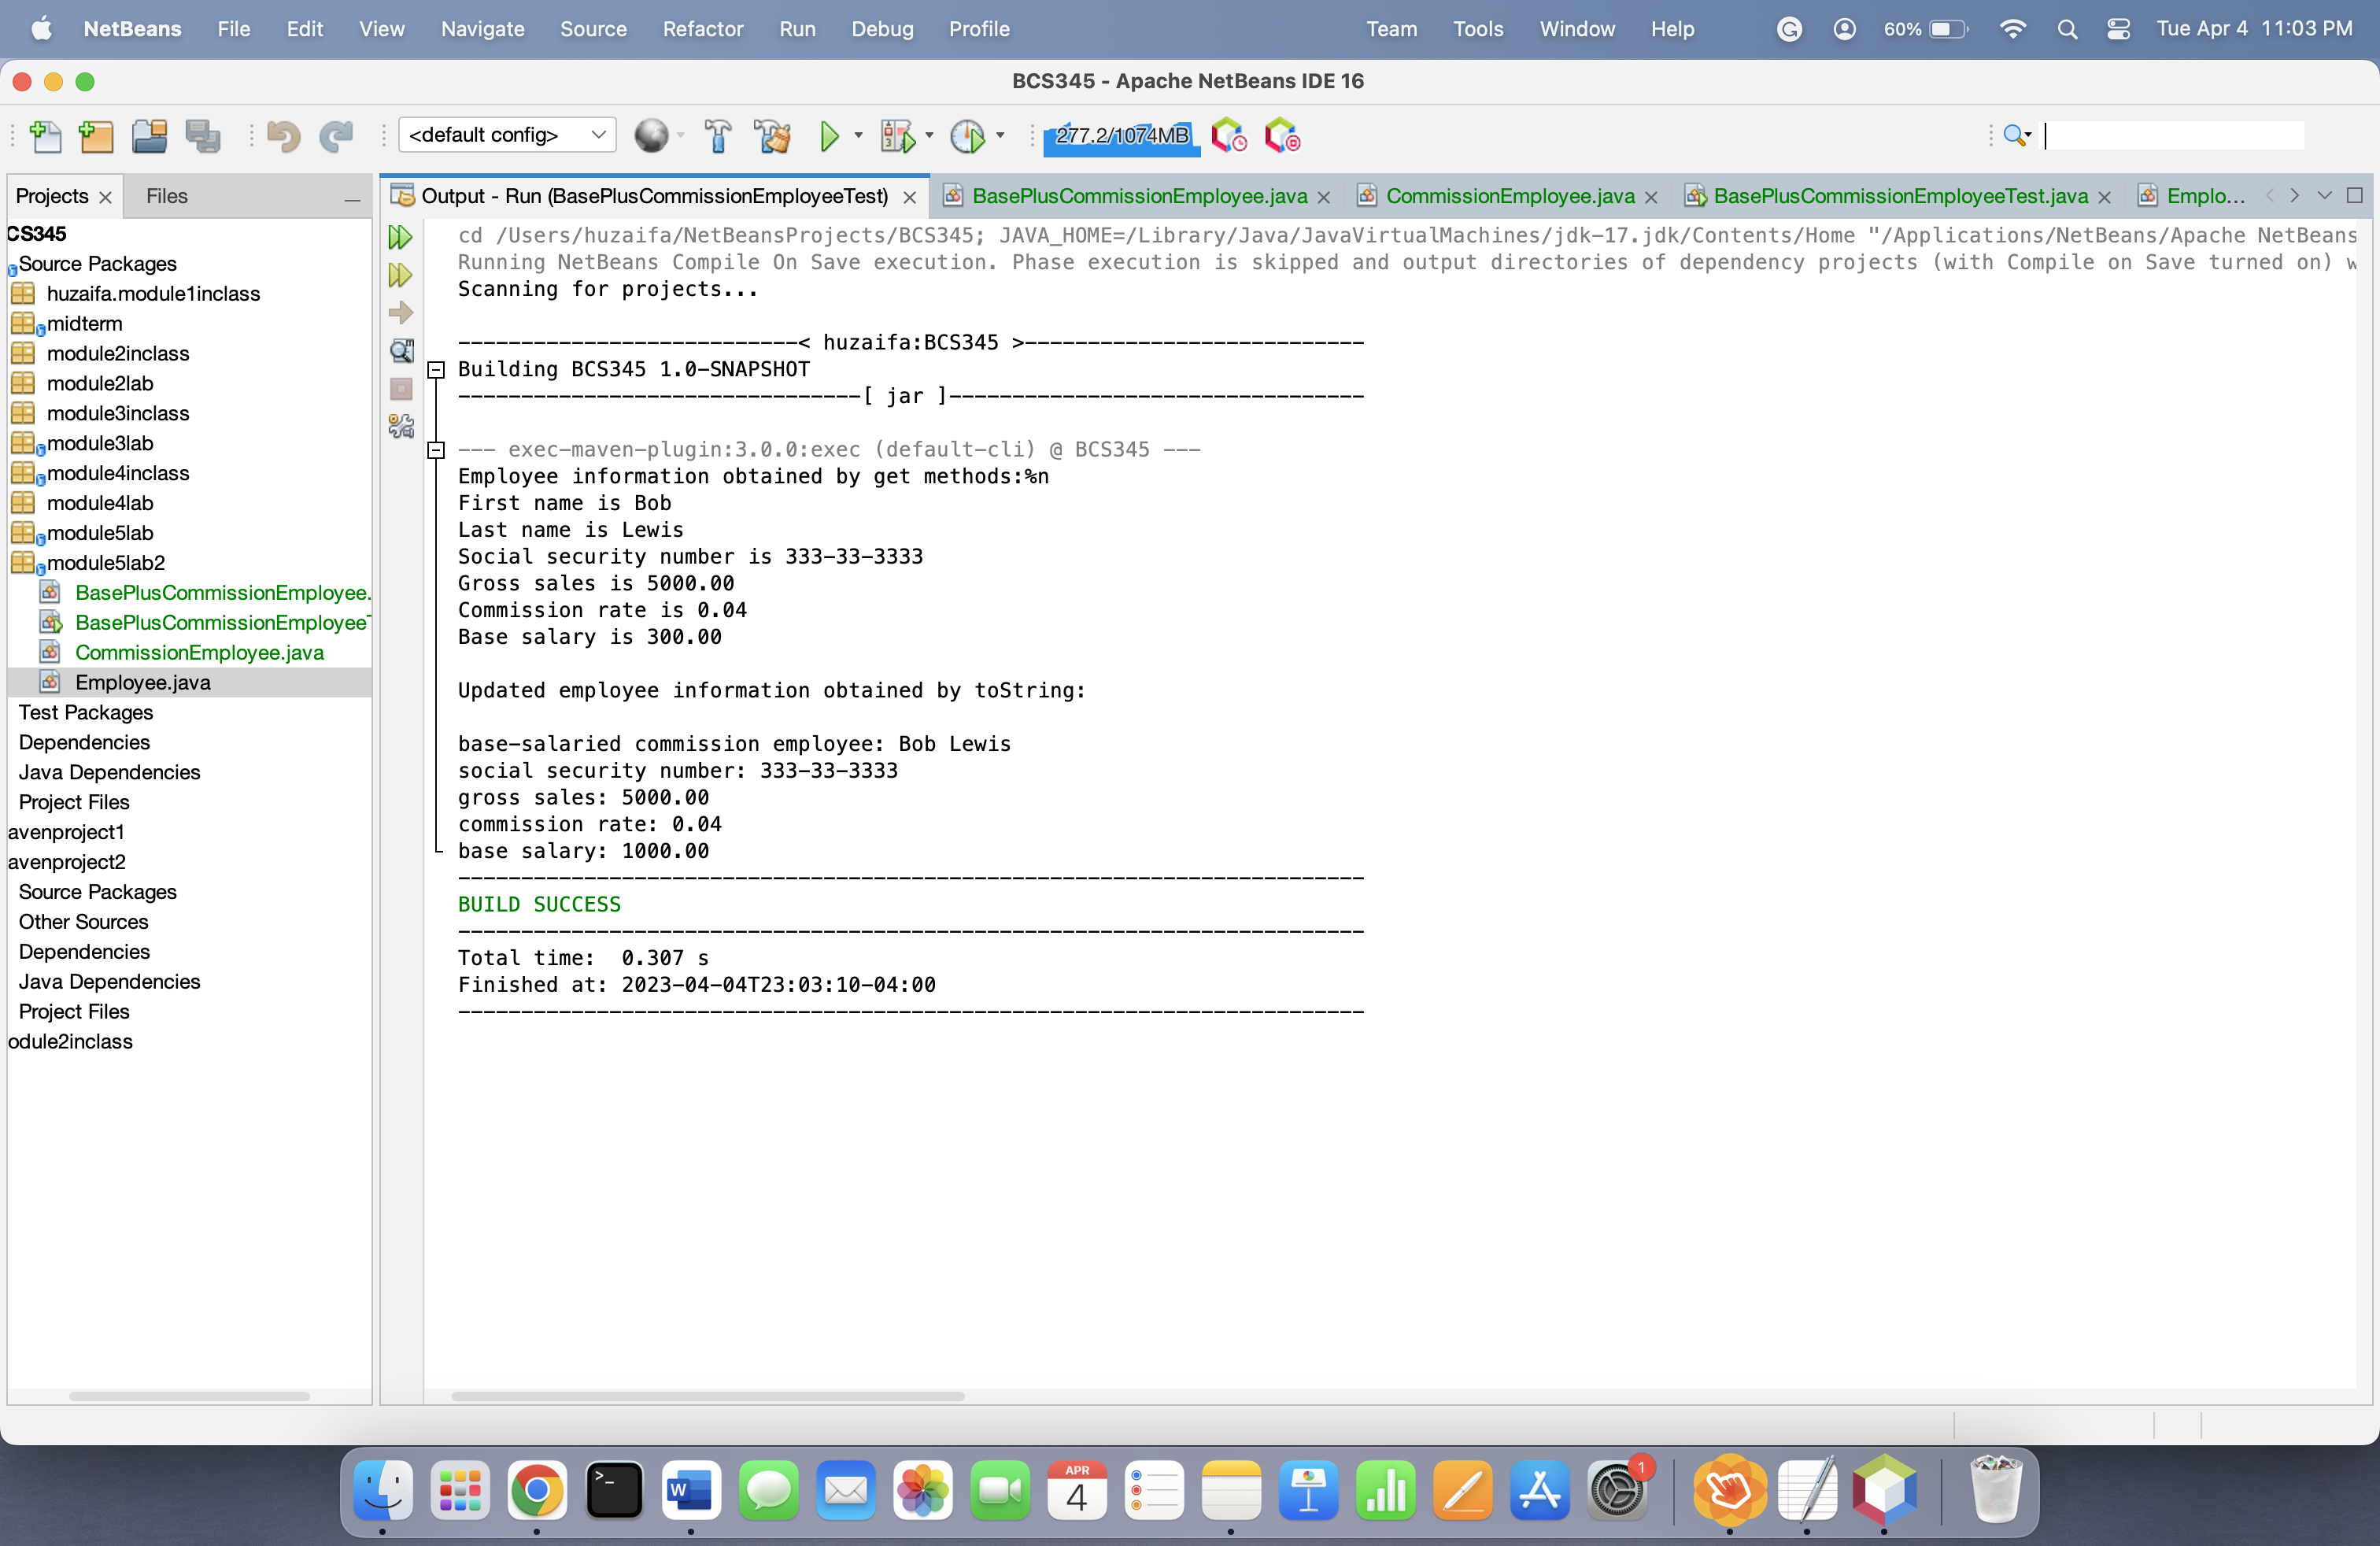 NetBeans File Edit View Navigate Source Refactor Run Debug Profile Team Tools Window Help 60% Tue Apr 4 11:03 PM
BCS345 - Apache NetBeans IDE 16
<default config> 277.2/1074MB
Projects Files
Output - Run (BasePlusCommissionEmployeeTest) BasePlusCommissionEmployee.java CommissionEmployee.java BasePlusCommissionEmployeeTest.java Emplo...
CS345
Source Packages
huzaifa.module1inclass
midterm
module2inclass
module2lab
module3inclass
module3lab
module4inclass
module4lab
module5lab
module5lab2
BasePlusCommissionEmployee.
BasePlusCommissionEmployeeT
CommissionEmployee.java
Employee.java
Test Packages
Dependencies
Java Dependencies
Project Files
avenproject1
avenproject2
Source Packages
Other Sources
Dependencies
Java Dependencies
Project Files
odule2inclass
cd /Users/huzaifa/NetBeansProjects/BCS345; JAVA_HOME=/Library/Java/JavaVirtualMachines/jdk-17.jdk/Contents/Home "/Applications/NetBeans/Apache NetBeans
Running NetBeans Compile On Save execution. Phase execution is skipped and output directories of dependency projects (with Compile on Save turned on) w
Scanning for projects...
---------------------------< huzaifa:BCS345 >---------------------------
Building BCS345 1.0-SNAPSHOT
--------------------------------[ jar ]---------------------------------
--- exec-maven-plugin:3.0.0:exec (default-cli) @ BCS345 ---
Employee information obtained by get methods:%n
First name is Bob
Last name is Lewis
Social security number is 333-33-3333
Gross sales is 5000.00
Commission rate is 0.04
Base salary is 300.00
Updated employee information obtained by toString:
base-salaried commission employee: Bob Lewis
social security number: 333-33-3333
gross sales: 5000.00
commission rate: 0.04
base salary: 1000.00
------------------------------------------------------------------------
BUILD SUCCESS
------------------------------------------------------------------------
Total time:  0.307 s
Finished at: 2023-04-04T23:03:10-04:00
------------------------------------------------------------------------
>_
W
APR
4
1